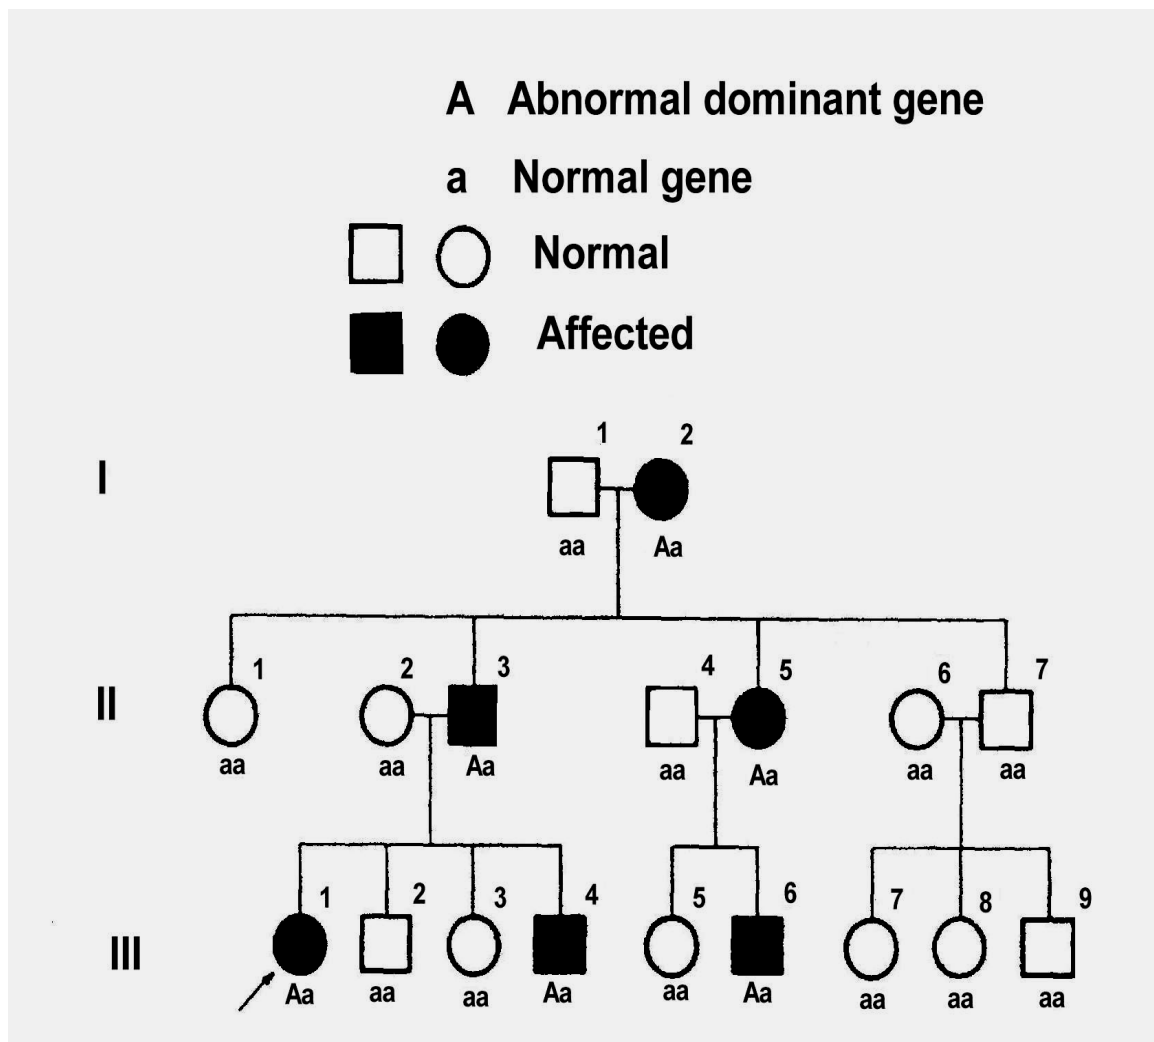 A Abnormal dominant gene
a Normal gene
Normal
Affected
1 2
I
aa Aa
1 2 3 4 5 6 7
II
aa aa Aa aa Aa aa aa
1 2 3 4 5 6 7 8 9
III
Aa aa aa Aa aa Aa aa aa aa